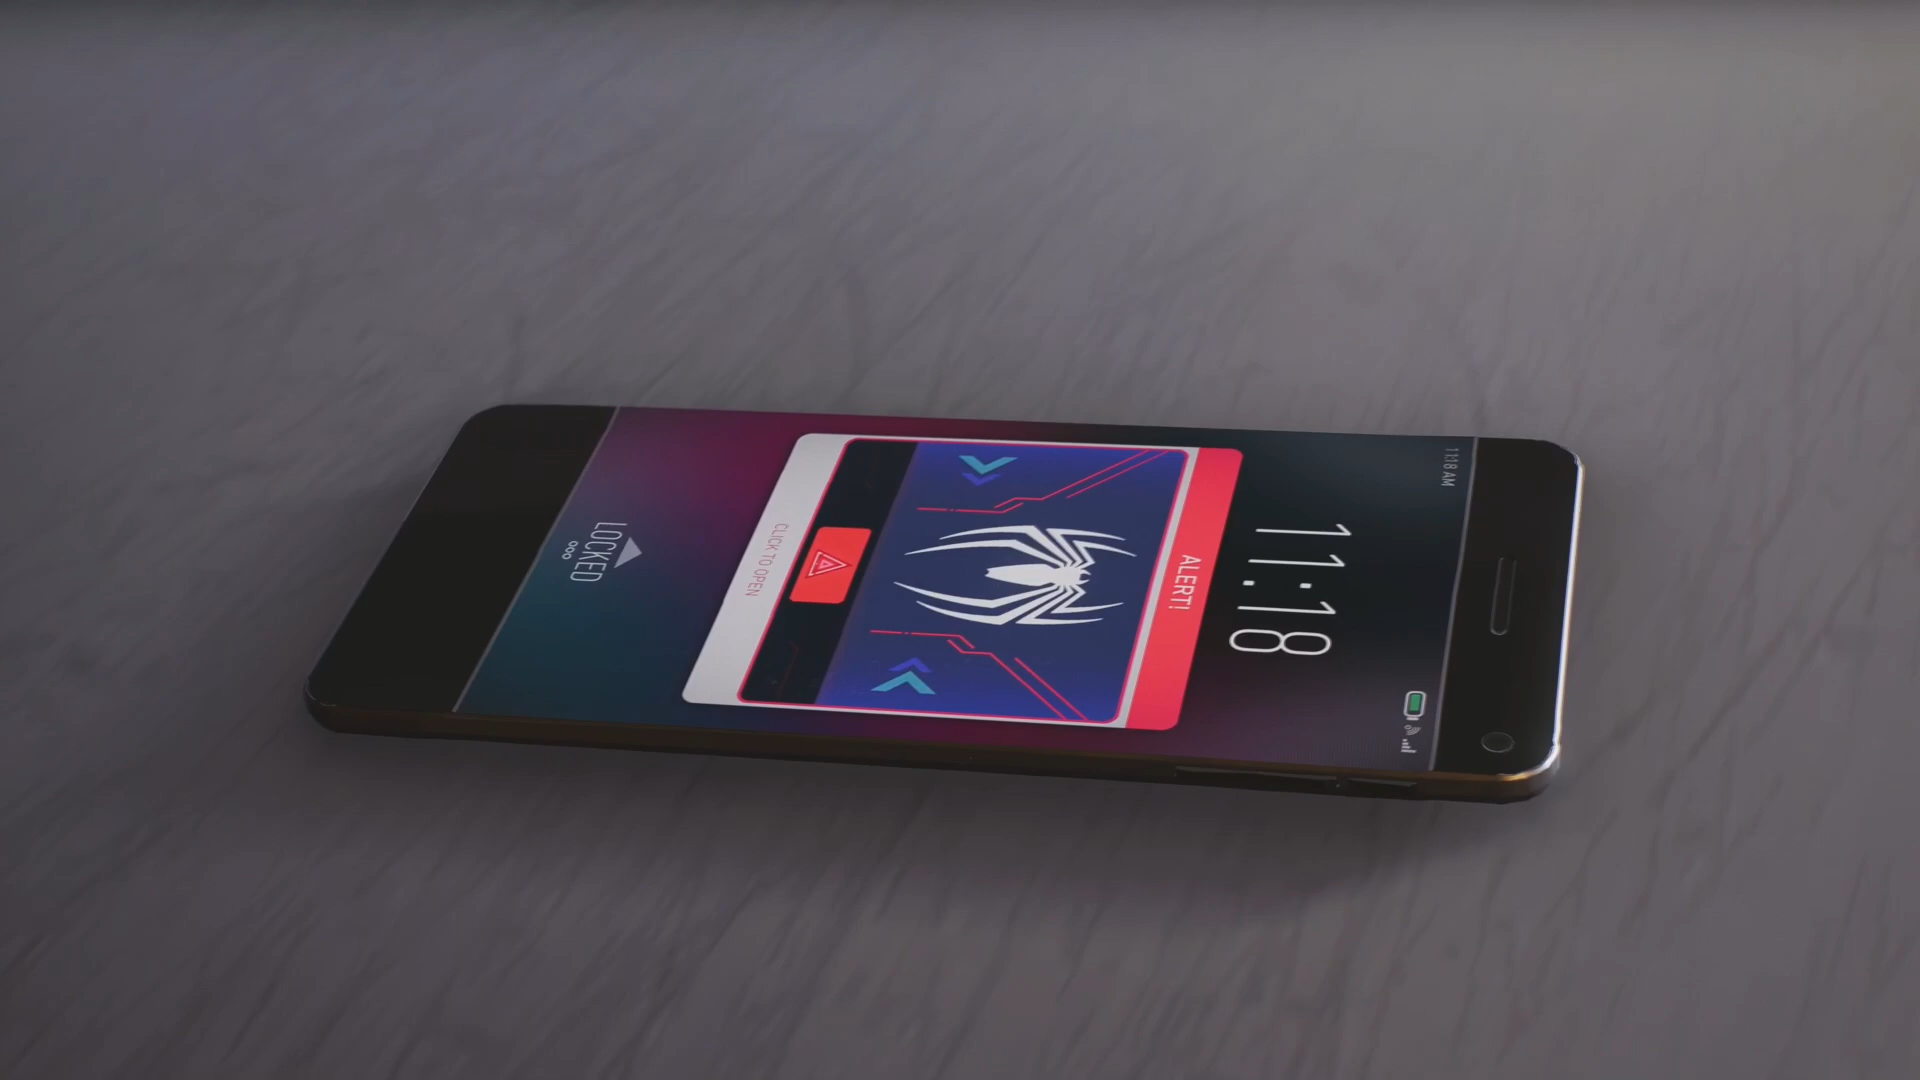 11:18 AM
11:18
ALERT!
CLICK TO OPEN
LOCKED